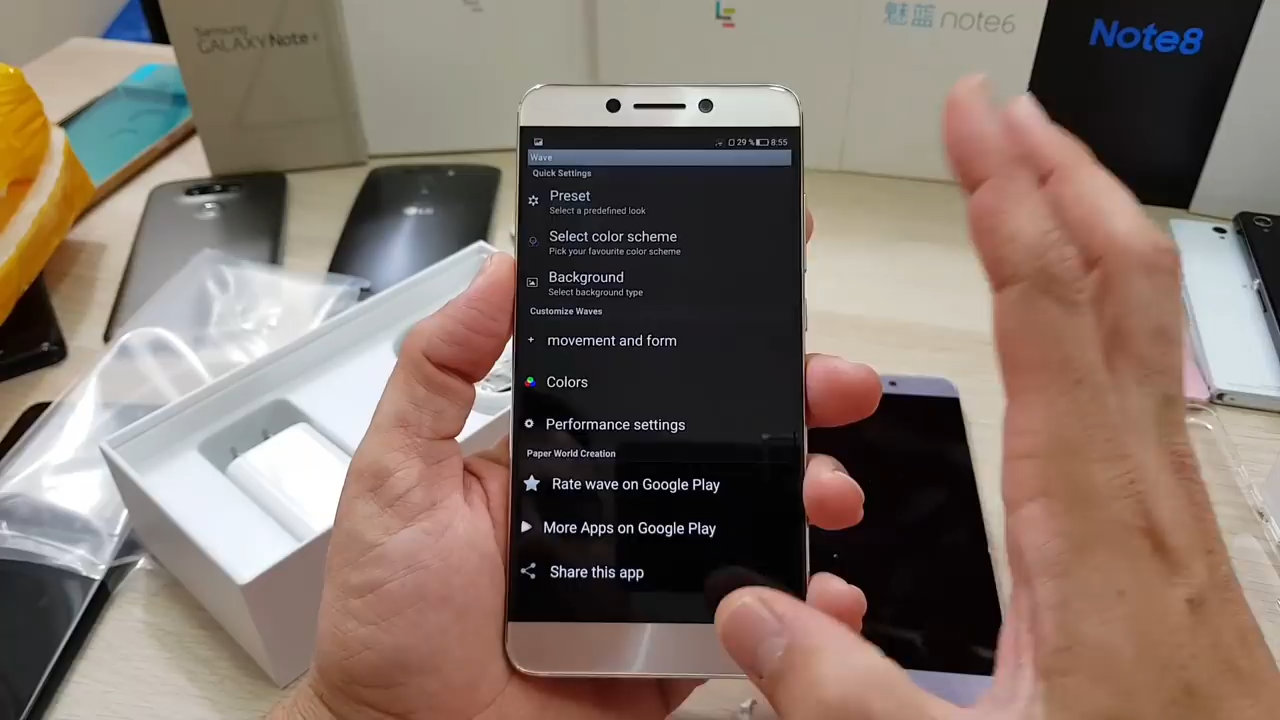 Samsung
GALAXY Note 4
魅蓝 note6
Note8
29 % 8:55
Wave
Quick Settings
Preset
Select a predefined look
Select color scheme
Pick your favourite color scheme
Background
Select background type
Customize Waves
movement and form
Colors
Performance settings
Paper World Creation
Rate wave on Google Play
More Apps on Google Play
Share this app
LG